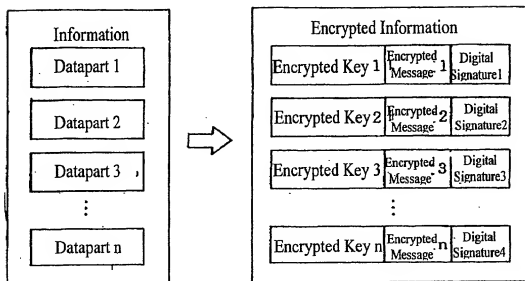 Information
Datapart 1
Datapart 2
Datapart 3
Datapart n
Encrypted Information
Encrypted Key 1 Encrypted Message 1 Digital Signature1
Encrypted Key 2 Encrypted Message 2 Digital Signature2
Encrypted Key 3 Encrypted Message 3 Digital Signature3
Encrypted Key n Encrypted Message n Digital Signature4